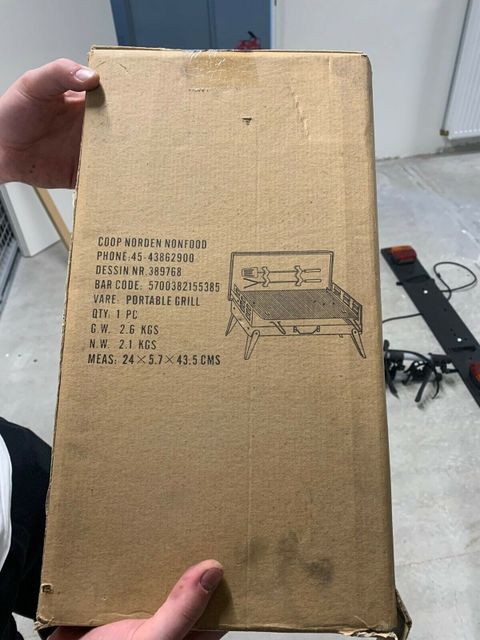 COOP NORDEN NONFOOD
PHONE.45-43862900
DESSIN NR.389768
BAR CODE: 5700382155385
VARE: PORTABLE GRILL
QTY: 1 PC
G.W. 2.6 KGS
N.W. 2.1 KGS
MEAS: 24×5.7×43.5 CMS